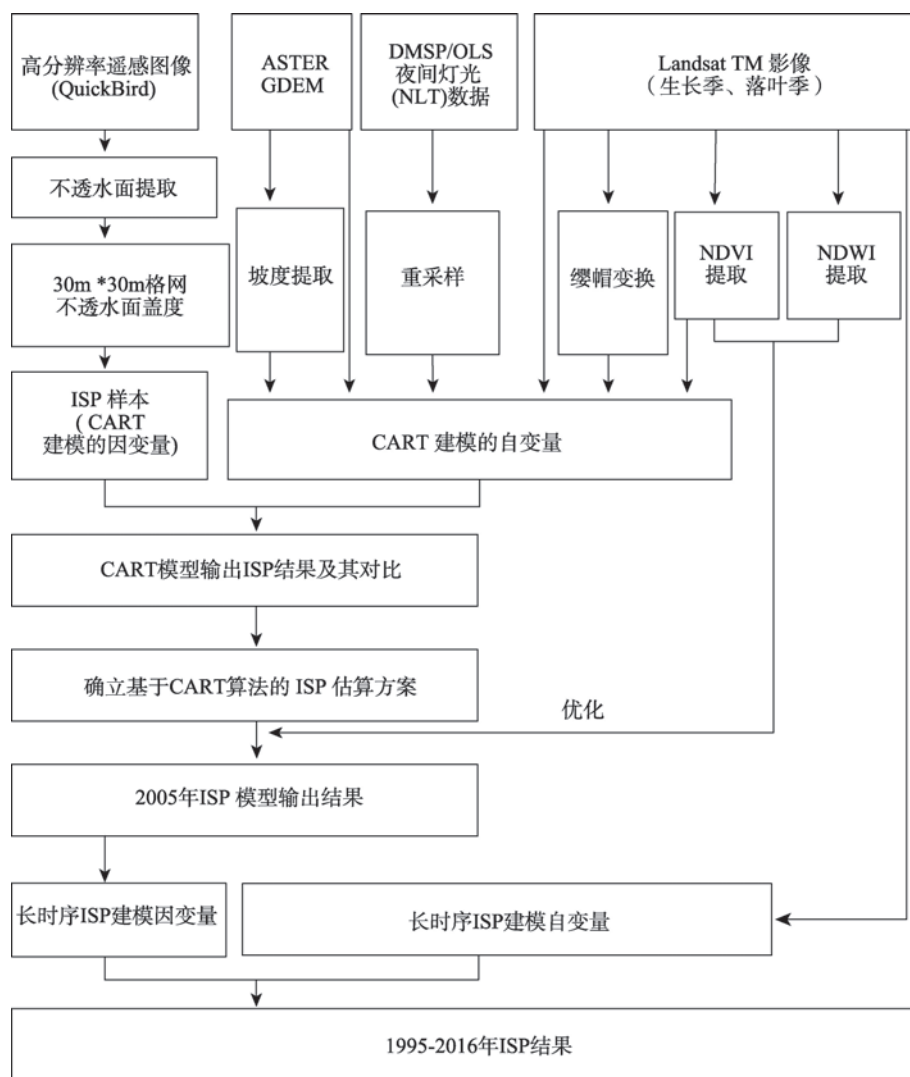 高分辨率遥感图像
(QuickBird)
ASTER
GDEM
DMSP/OLS
夜间灯光
(NLT)数据
Landsat TM 影像
(生长季、落叶季)
不透水面提取
30m *30m格网
不透水面盖度
坡度提取
重采样
缨帽变换
NDVI
提取
NDWI
提取
ISP 样本
( CART
建模的因变量)
CART 建模的自变量
CART模型输出ISP结果及其对比
确立基于CART算法的 ISP 估算方案
优化
2005年ISP 模型输出结果
长时序ISP建模因变量
长时序ISP建模自变量
1995-2016年ISP结果